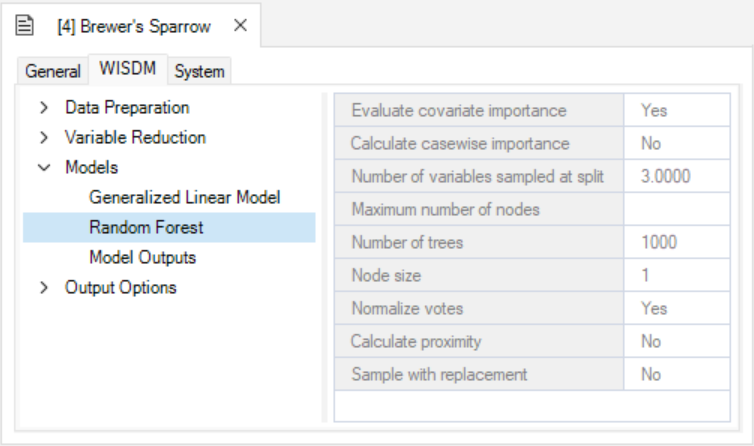 [4] Brewer's Sparrow
General WISDM System
Data Preparation
Variable Reduction
Models
Generalized Linear Model
Random Forest
Model Outputs
Output Options
Evaluate covariate importance Yes
Calculate casewise importance No
Number of variables sampled at split 3.0000
Maximum number of nodes
Number of trees 1000
Node size 1
Normalize votes Yes
Calculate proximity No
Sample with replacement No